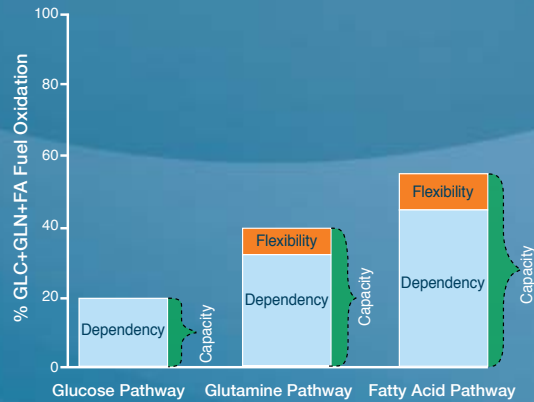 % GLC+GLN+FA Fuel Oxidation
100
80
60
40
20
0
Dependency
Capacity
Flexibility
Dependency
Capacity
Flexibility
Dependency
Capacity
Glucose Pathway
Glutamine Pathway
Fatty Acid Pathway